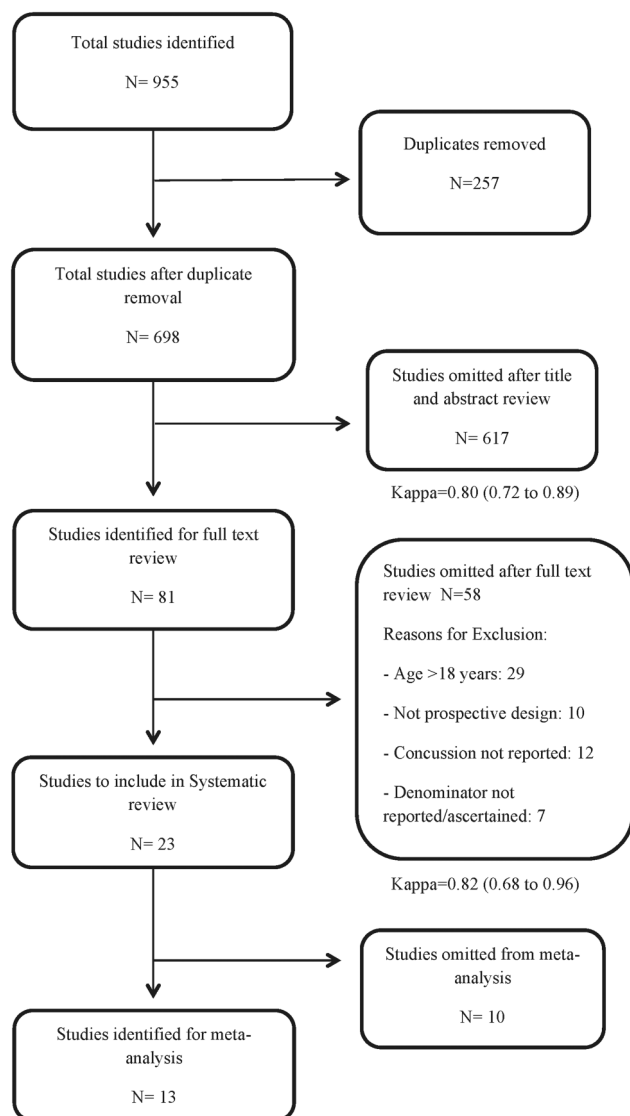 Total studies identified
N= 955
Duplicates removed
N=257
Total studies after duplicate
removal
N= 698
Studies omitted after title
and abstract review
N= 617
Kappa=0.80 (0.72 to 0.89)
Studies identified for full text
review
N= 81
Studies omitted after full text
review N=58
Reasons for Exclusion:
- Age >18 years: 29
- Not prospective design: 10
- Concussion not reported: 12
- Denominator not
reported/ascertained: 7
Kappa=0.82 (0.68 to 0.96)
Studies to include in Systematic
review
N= 23
Studies omitted from meta-
analysis
N= 10
Studies identified for meta-
analysis
N= 13